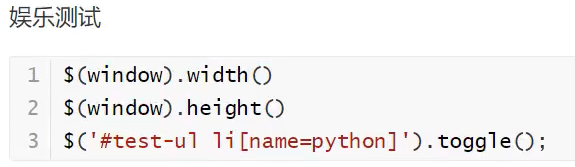 娱乐测试
1 $(window).width()
2 $(window).height()
3 $('#test-ul li[name=python]').toggle();